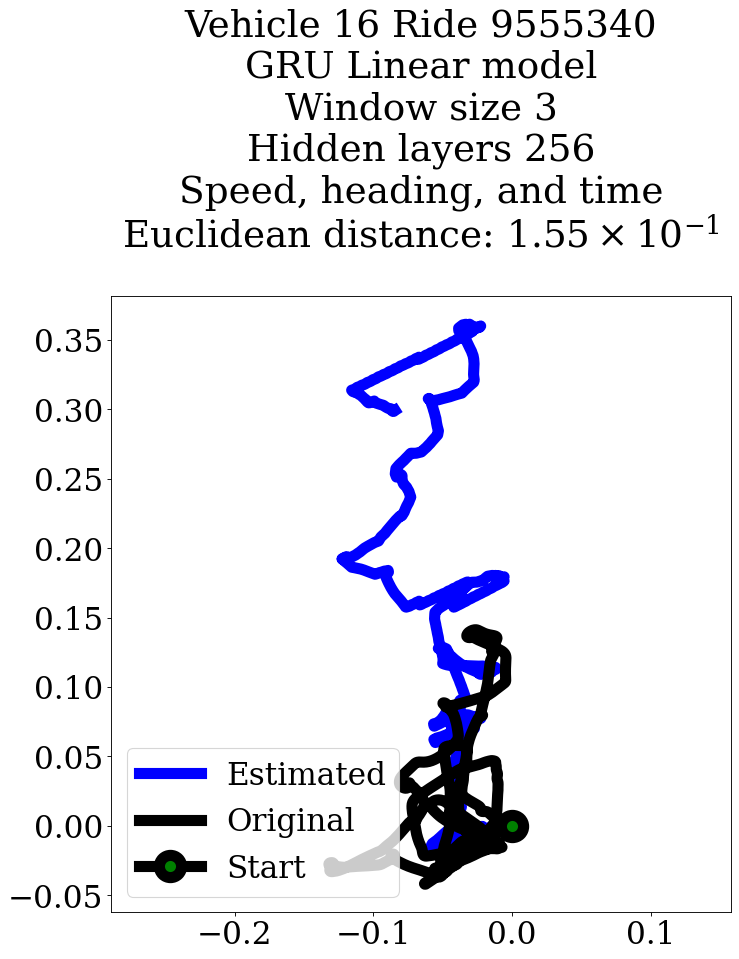 Vehicle 16 Ride 9555340
GRU Linear model
Window size 3
Hidden layers 256
Speed, heading, and time
Euclidean distance: 1.55 × 10⁻¹
0.35
0.30
0.25
0.20
0.15
0.10
0.05
0.00
−0.05
Estimated
Original
Start
−0.2 −0.1 0.0 0.1